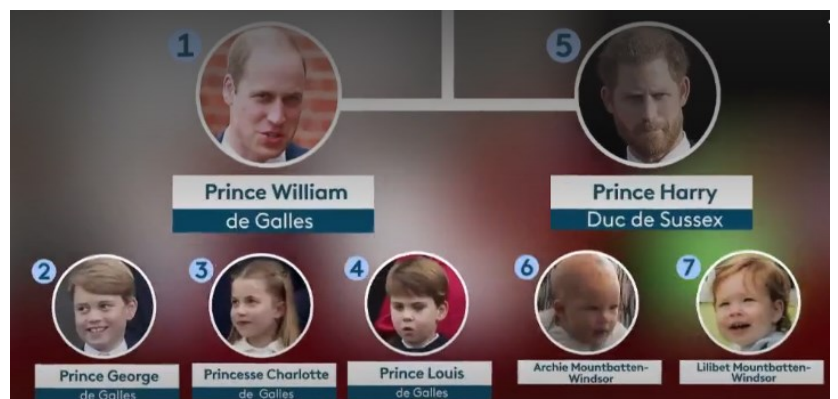 1
Prince William
de Galles
5
Prince Harry
Duc de Sussex
2
Prince George
de Galles
3
Princesse Charlotte
de Galles
4
Prince Louis
de Galles
6
Archie Mountbatten-
Windsor
7
Lilibet Mountbatten-
Windsor